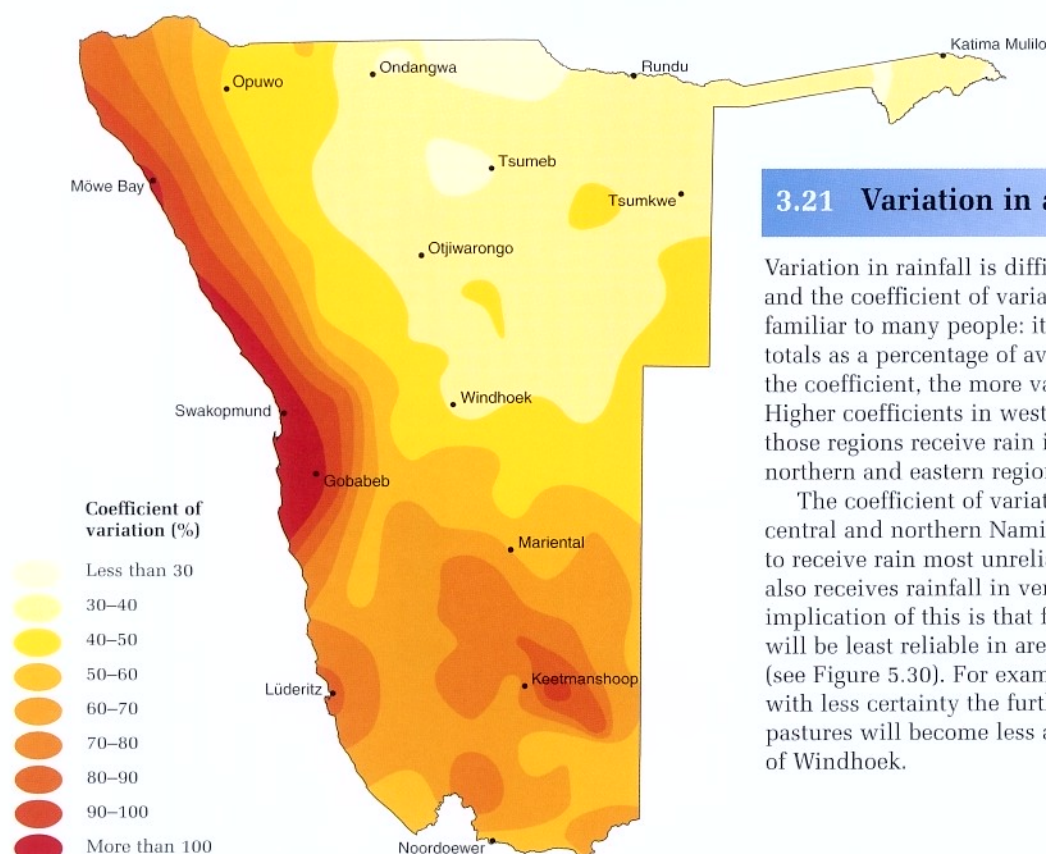 Katima Mulilo
Ondangwa
Rundu
Opuwo
Tsumeb
Möwe Bay
Tsumkwe
Otjiwarongo
Windhoek
Swakopmund
Gobabeb
Mariental
Keetmanshoop
Lüderitz
Noordoewer
Coefficient of
variation (%)
Less than 30
30–40
40–50
50–60
60–70
70–80
80–90
90–100
More than 100
3.21 Variation in a
Variation in rainfall is diffi
and the coefficient of varia
familiar to many people: it
totals as a percentage of av
the coefficient, the more va
Higher coefficients in west
those regions receive rain i
northern and eastern region
The coefficient of variat
central and northern Nami
to receive rain most unrelia
also receives rainfall in ver
implication of this is that f
will be least reliable in are
(see Figure 5.30). For exam
with less certainty the furt
pastures will become less a
of Windhoek.